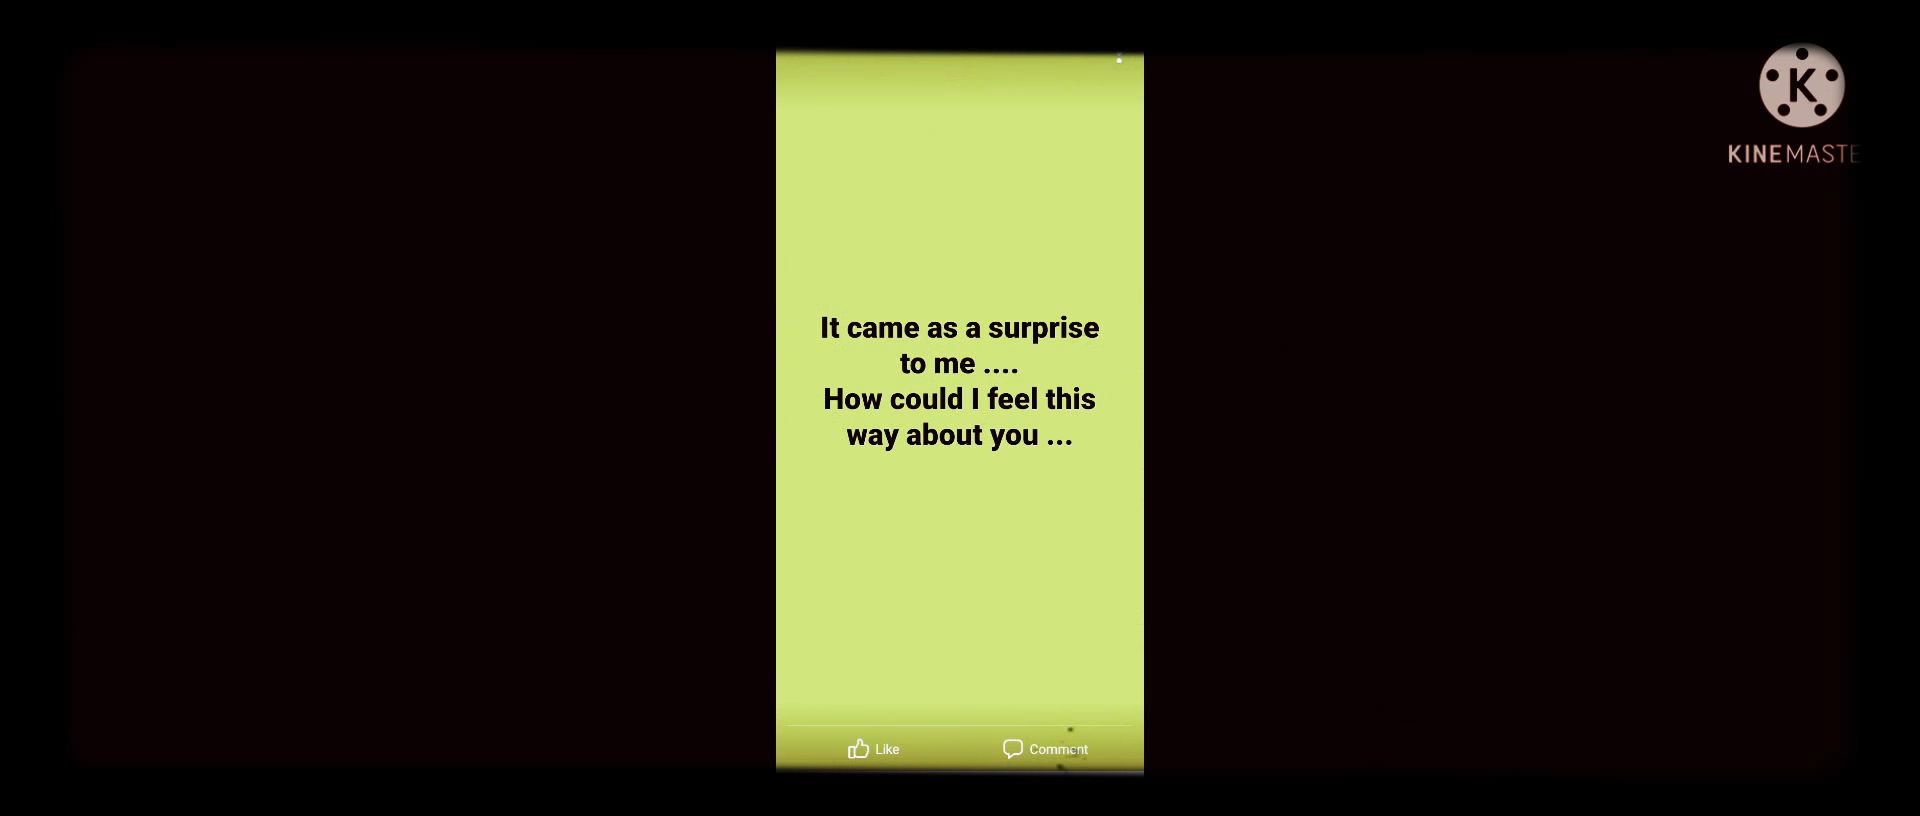 It came as a surprise
to me ....
How could I feel this
way about you ...
Like
Comment
K
KINEMASTE